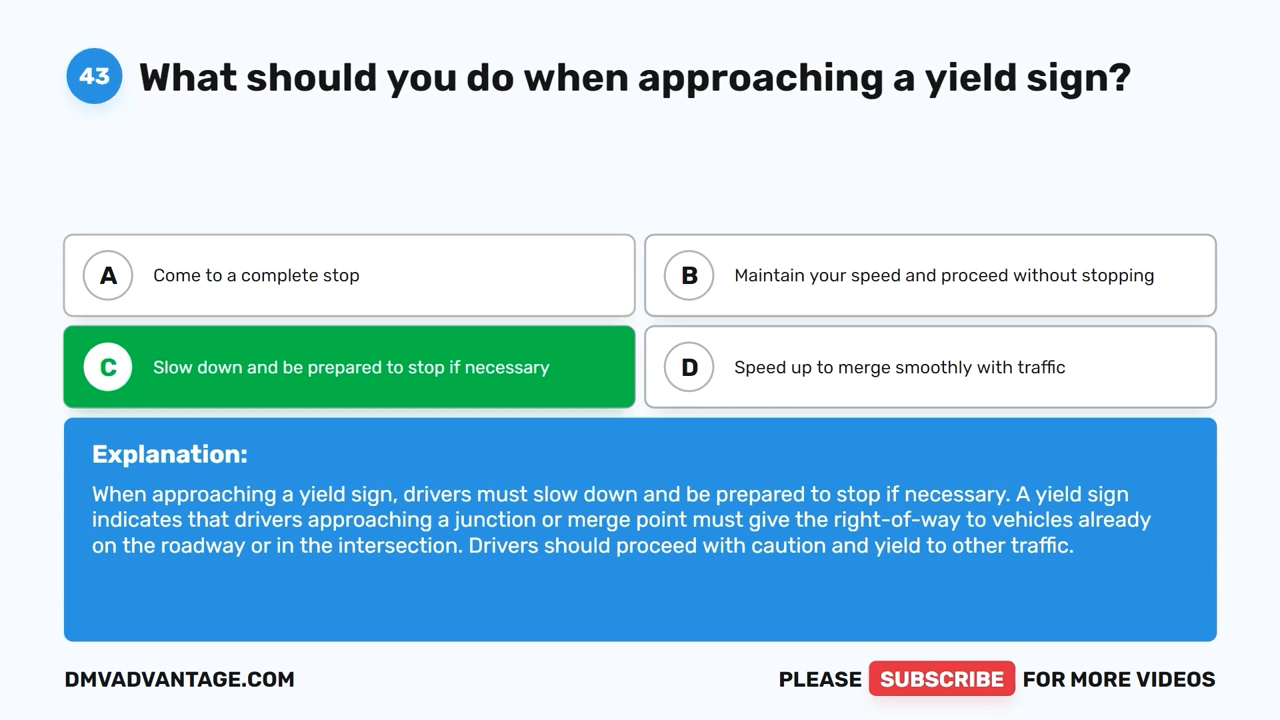 43 What should you do when approaching a yield sign?
A Come to a complete stop
B Maintain your speed and proceed without stopping
C Slow down and be prepared to stop if necessary
D Speed up to merge smoothly with traffic
Explanation:
When approaching a yield sign, drivers must slow down and be prepared to stop if necessary. A yield sign
indicates that drivers approaching a junction or merge point must give the right-of-way to vehicles already
on the roadway or in the intersection. Drivers should proceed with caution and yield to other traffic.
DMVADVANTAGE.COM
PLEASE SUBSCRIBE FOR MORE VIDEOS